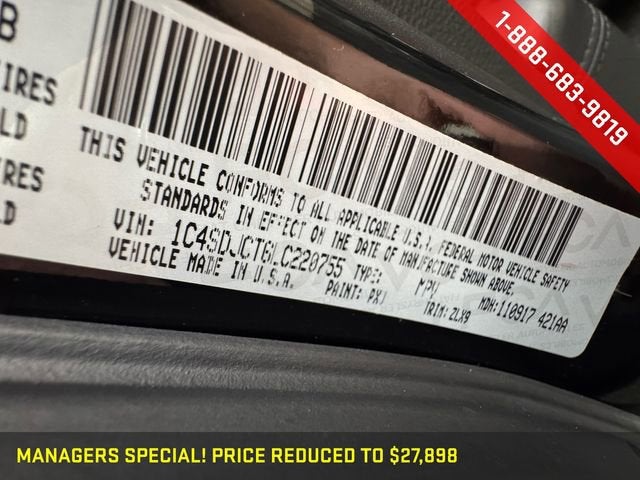 1-888-683-9819
B
IRES
LD
IRES
LD
THIS VEHICLE CONFORMS TO ALL APPLICABLE U.S.A. FEDERAL MOTOR VEHICLE SAFETY
STANDARDS IN EFFECT ON THE DATE OF MANUFACTURE SHOWN ABOVE.
VIN: 1C4SDJCT6LC220755 TYPE: MPV MDH: 110917 421AA
VEHICLE MADE IN U.S.A. PAINT: PXJ TRIM: ZLX9
MANAGERS SPECIAL! PRICE REDUCED TO $27,898